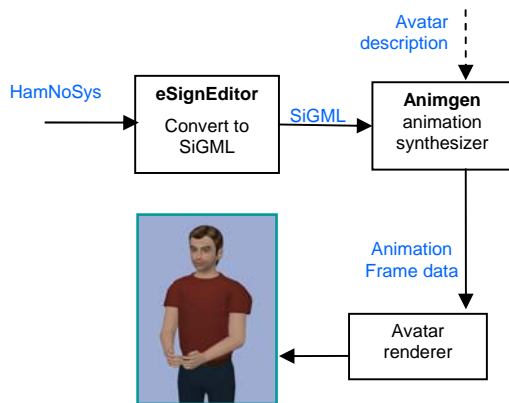 Avatar
description
HamNoSys
eSignEditor
Convert to
SiGML
SiGML
Animgen
animation
synthesizer
Animation
Frame data
Avatar
renderer